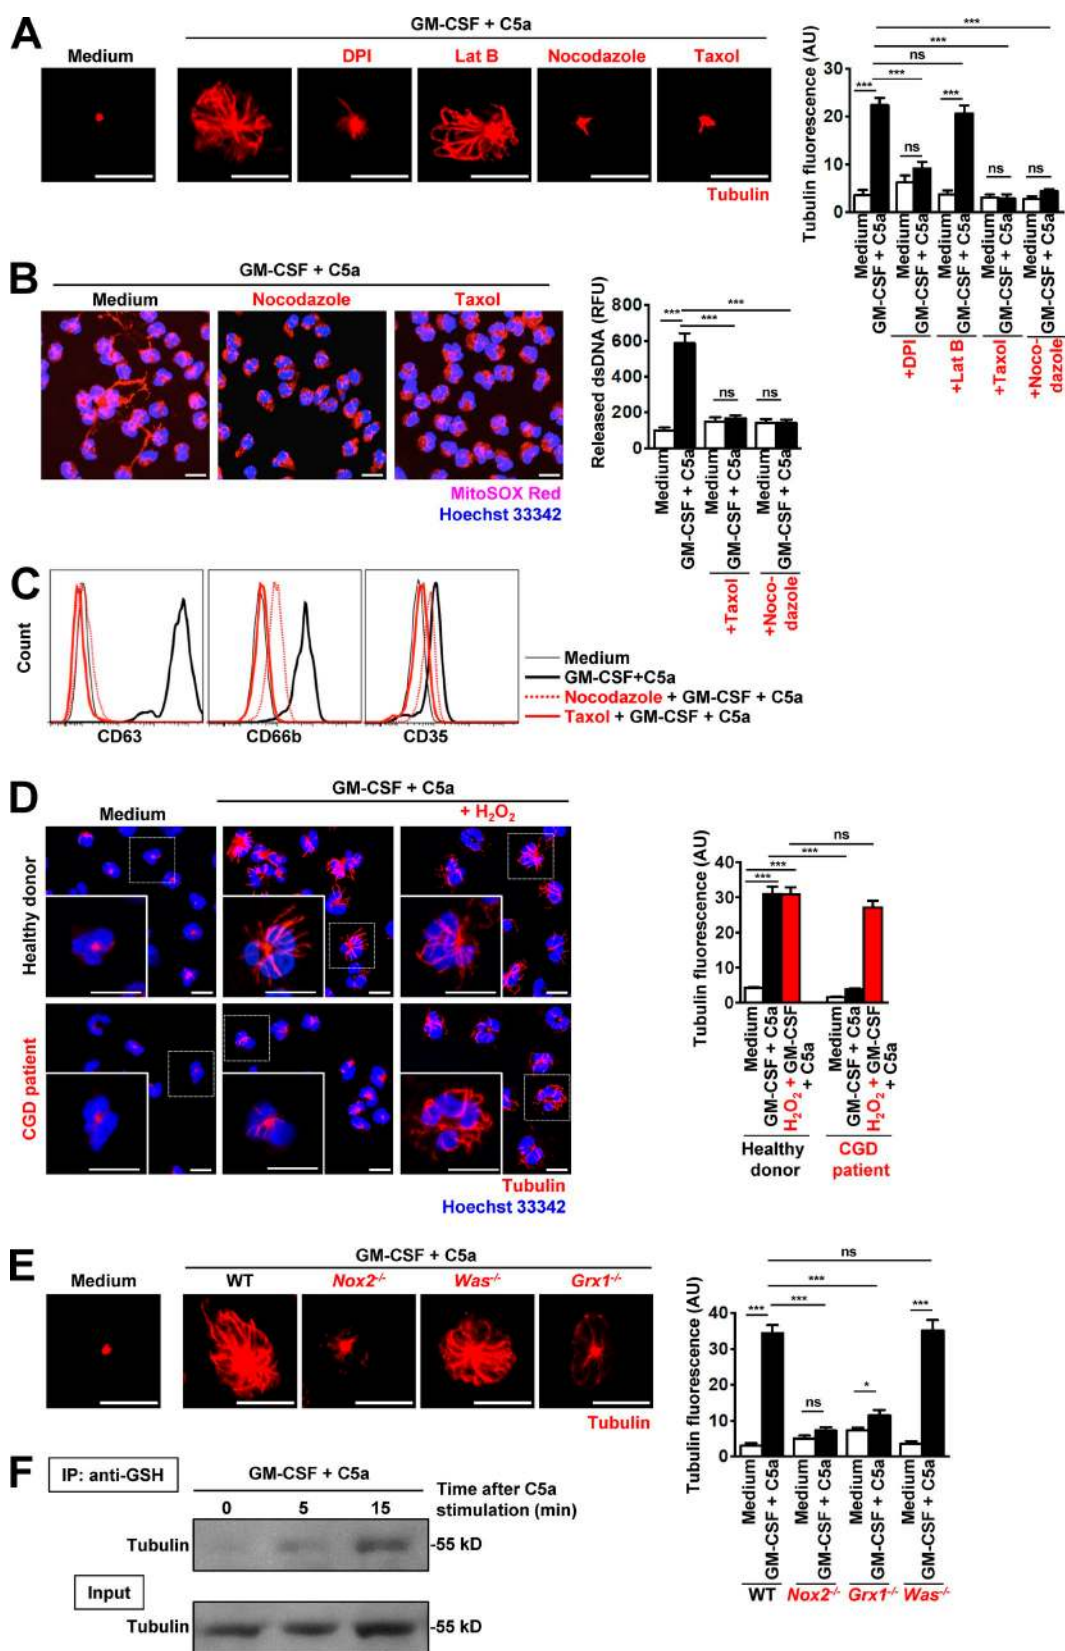 A
GM-CSF + C5a
Medium
DPI
Lat B
Nocodazole
Taxol
Tubulin
Tubulin fluorescence (AU)
30
20
10
0
***
***
ns
***
***
ns
***
ns
ns
Medium
GM-CSF + C5a
Medium
GM-CSF + C5a
Medium
GM-CSF + C5a
Medium
GM-CSF + C5a
Medium
GM-CSF + C5a
+DPI
+Lat B
+Taxol
+Noco-
dazole
B
GM-CSF + C5a
Medium
Nocodazole
Taxol
MitoSOX Red
Hoechst 33342
Released dsDNA (RFU)
800
600
400
200
0
***
***
***
ns
ns
Medium
GM-CSF + C5a
Medium
GM-CSF + C5a
Medium
GM-CSF + C5a
+Taxol
+Noco-
dazole
C
Count
CD63
CD66b
CD35
Medium
GM-CSF+C5a
Nocodazole + GM-CSF + C5a
Taxol + GM-CSF + C5a
D
GM-CSF + C5a
Medium
+ H₂O₂
Healthy donor
CGD patient
Tubulin
Hoechst 33342
Tubulin fluorescence (AU)
40
30
20
10
0
ns
***
***
***
Medium
GM-CSF + C5a
H₂O₂ + GM-CSF
+ C5a
Medium
GM-CSF + C5a
H₂O₂ + GM-CSF
+ C5a
Healthy
donor
CGD
patient
E
GM-CSF + C5a
Medium
WT
Nox2-/-
Was-/-
Grx1-/-
Tubulin
Tubulin fluorescence (AU)
40
30
20
10
0
ns
***
***
***
ns
*
***
Medium
GM-CSF + C5a
Medium
GM-CSF + C5a
Medium
GM-CSF + C5a
Medium
GM-CSF + C5a
WT
Nox2-/-
Grx1-/-
Was-/-
F
IP: anti-GSH
GM-CSF + C5a
0
5
15
Time after C5a
stimulation (min)
Tubulin
-55 kD
Input
Tubulin
-55 kD